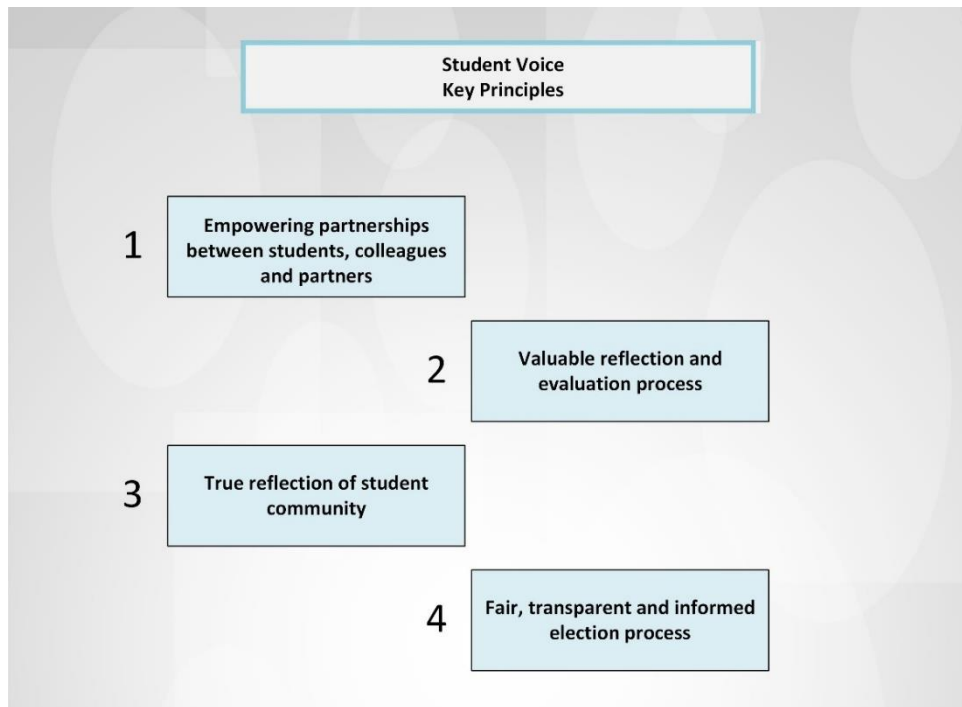 Student Voice
Key Principles
1
Empowering partnerships
between students, colleagues
and partners
2
Valuable reflection and
evaluation process
3
True reflection of student
community
4
Fair, transparent and informed
election process